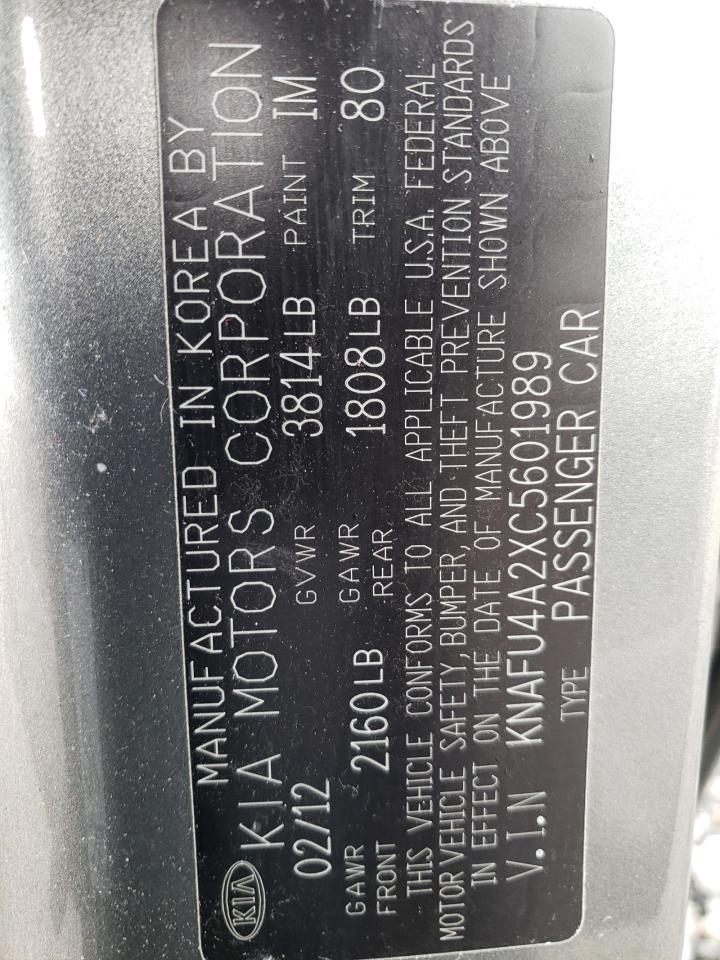 MANUFACTURED IN KOREA BY
KIA KIA MOTORS CORPORATION
02/12 GVWR 3814LB PAINT IM
GAWR FRONT 2160LB GAWR REAR 1808LB TRIM 80
THIS VEHICLE CONFORMS TO ALL APPLICABLE U.S.A. FEDERAL
MOTOR VEHICLE SAFETY, BUMPER, AND THEFT PREVENTION STANDARDS
IN EFFECT ON THE DATE OF MANUFACTURE SHOWN ABOVE
V.I.N KNAFU4A2XC5601989
TYPE PASSENGER CAR